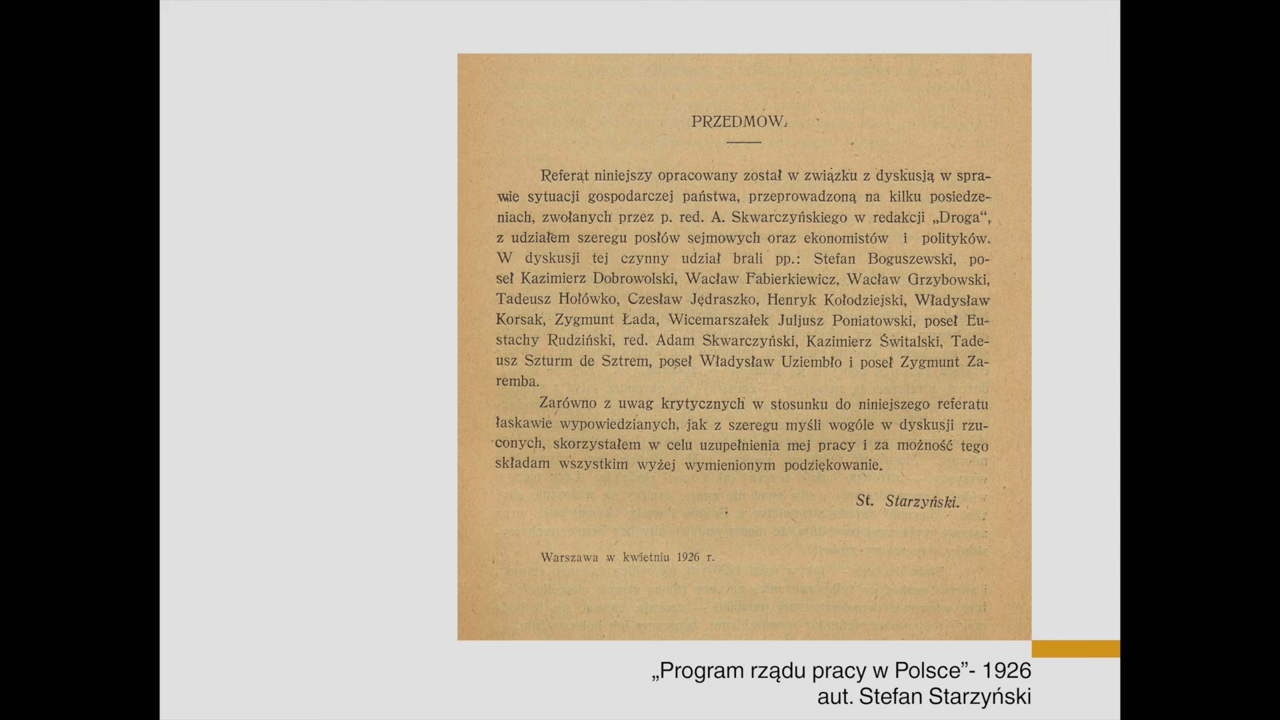 PRZEDMOW
Referąt niniejszy opracowany został w związku z dyskusją w spra-
wie sytuacji gospodarczej państwa, przeprowadzoną na kilku posiedze-
niach, zwołanych przez p. red. A. Skwarczyńskiego w redakcji „Droga“,
z udziałem szeregu posłów sejmowych oraz ekonomistów i polityków.
W dyskusji tej czynny udział brali pp.: Stefan Boguszewski, po-
seł Kazimierz Dobrowolski, Wacław Fabierkiewicz, Wacław Grzybowski,
Tadeusz Hołówko, Czesław Jędraszko, Henryk Kołodziejski, Władysław
Korsak, Zygmunt Łada, Wicemarszałek Juljusz Poniatowski, poseł Eu-
stachy Rudziński, red. Adam Skwarczyński, Kazimierz Świtalski, Tade-
usz Szturm de Sztrem, poseł Władysław Uziembło i poseł Zygmunt Za-
remba.
Zarówno z uwag krytycznych w stosunku do niniejszego referatu
łaskawie wypowiedzianych, jak z szeregu myśli wogóle w dyskusji rzu-
conych, skorzystałem w celu uzupełnienia mej pracy i za możność tego
składam wszystkim wyżej wymienionym podziękowanie.
St. Starzyński.
Warszawa w kwietniu 1926 r.
„Program rządu pracy w Polsce”- 1926
aut. Stefan Starzyński